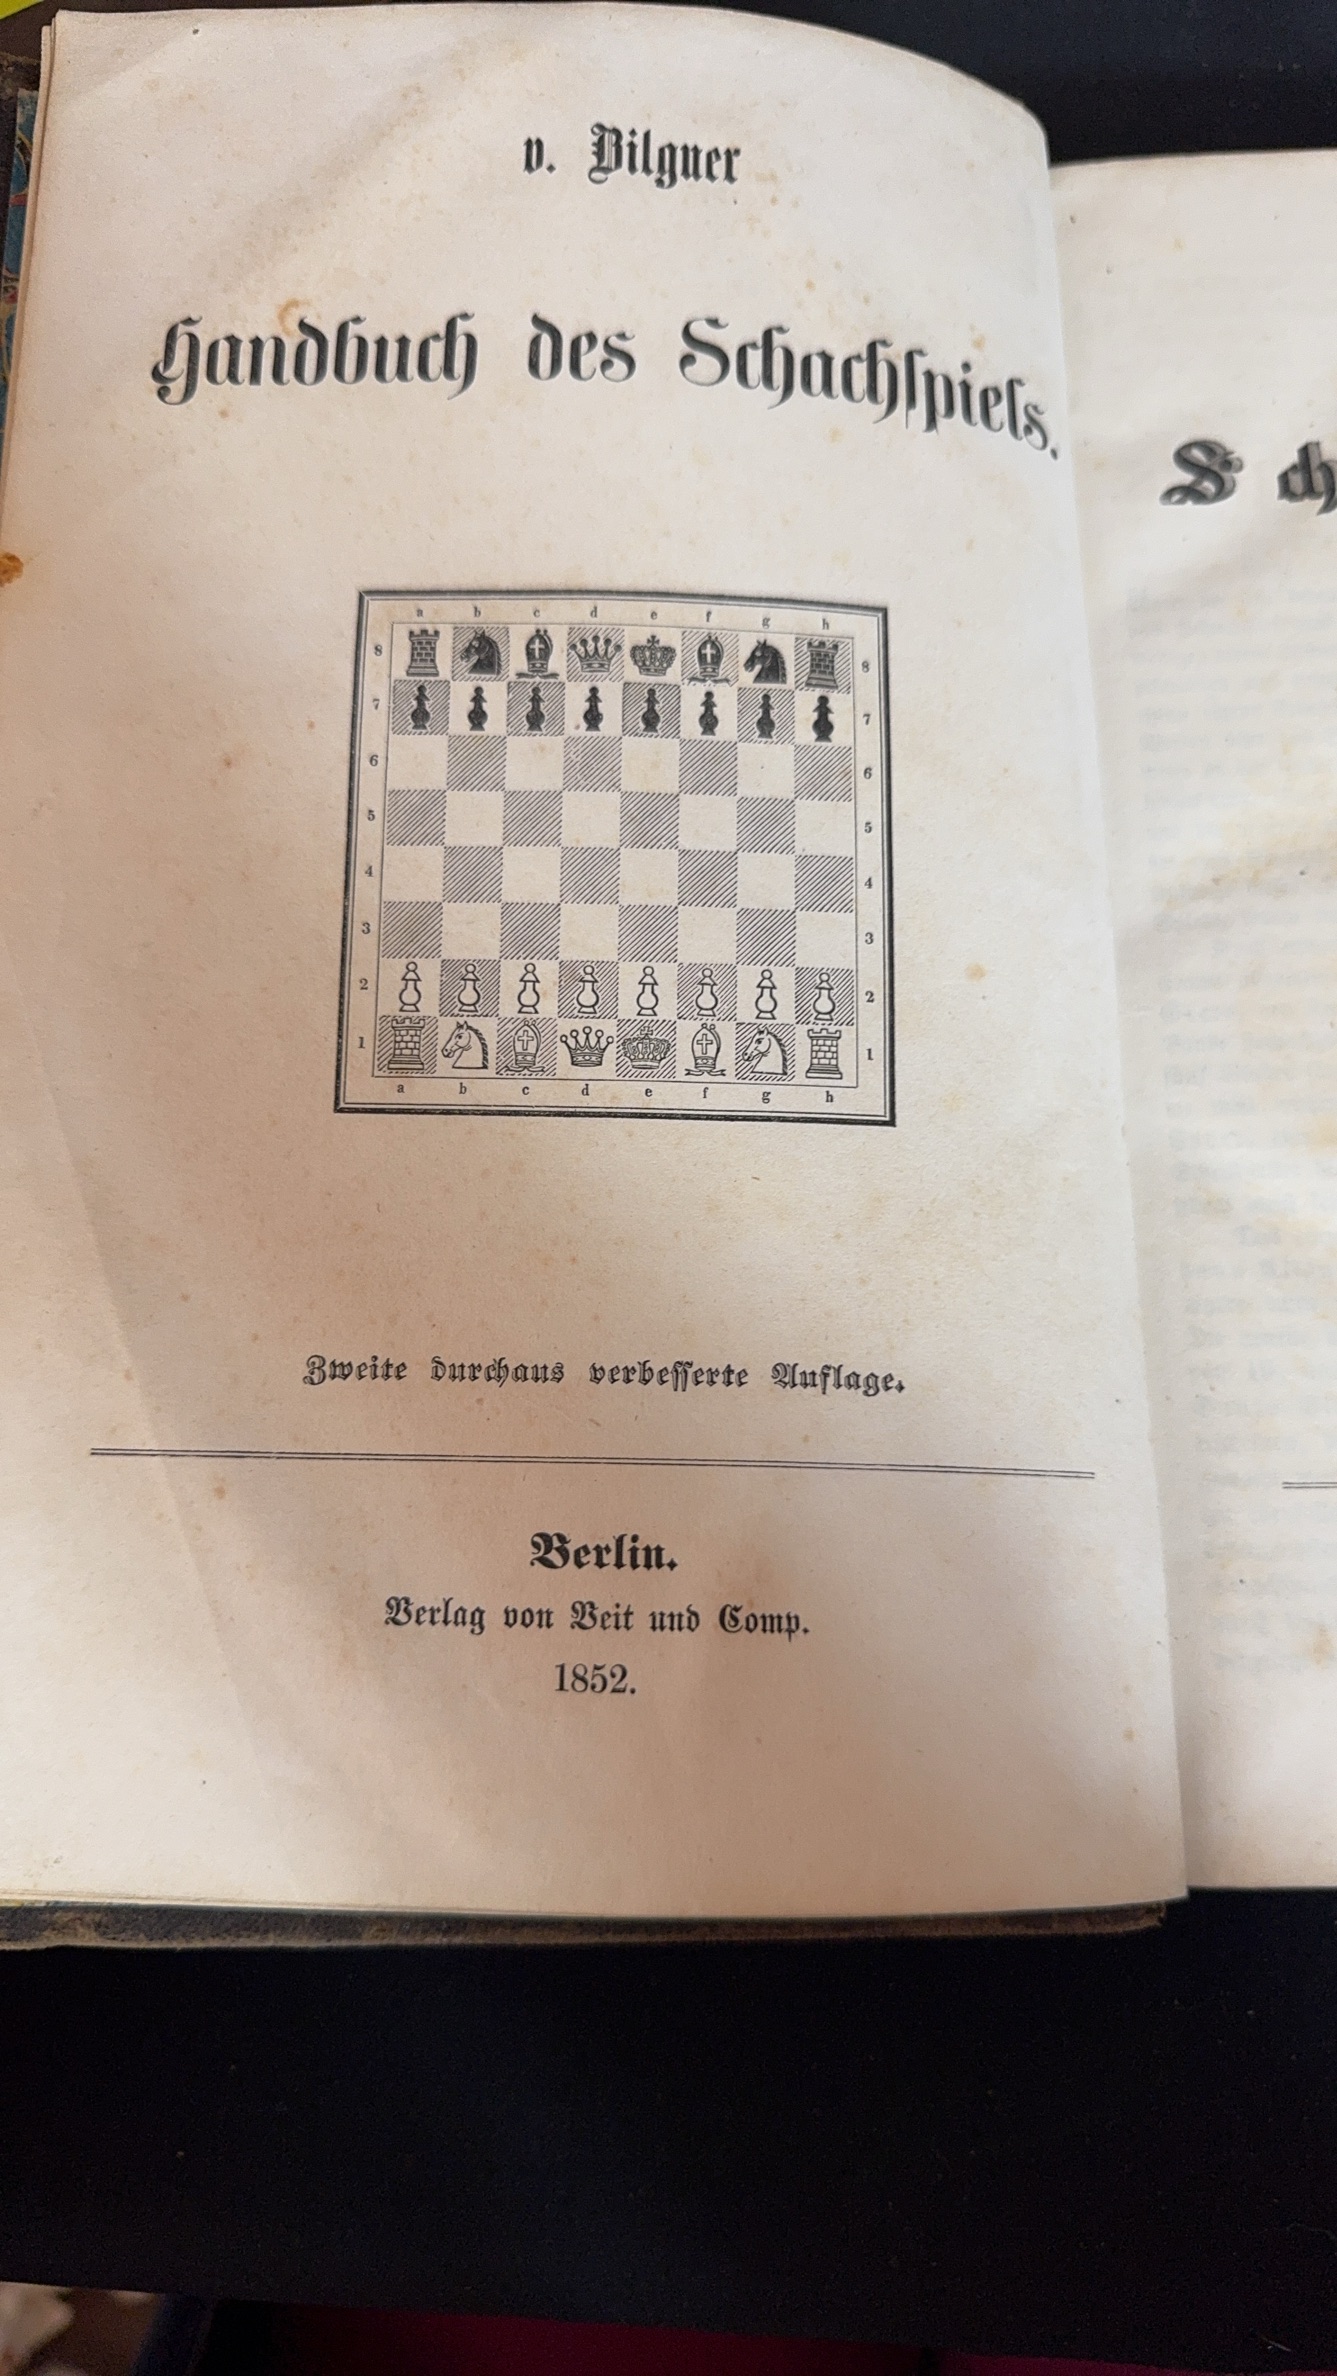 v. Bilguer
Handbuch des Schachspiels.
a b c d e f g h
8 8
7 7
6 6
5 5
4 4
3 3
2 2
1 1
a b c d e f g h
Zweite durchaus verbesserte Auflage.
Berlin.
Verlag von Veit und Comp.
1852.
S ch